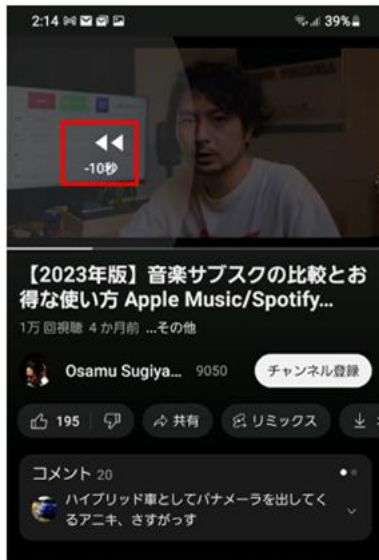 2:14
39%
-10秒
【2023年版】音楽サブスクの比較とお
得な使い方 Apple Music/Spotify...
1万 回視聴 4 か月前 ...その他
Osamu Sugiya... 9050 チャンネル登録
195 共有 リミックス
コメント 20
ハイブリッド車としてパナメーラを出してく
るアニキ、さすがっす